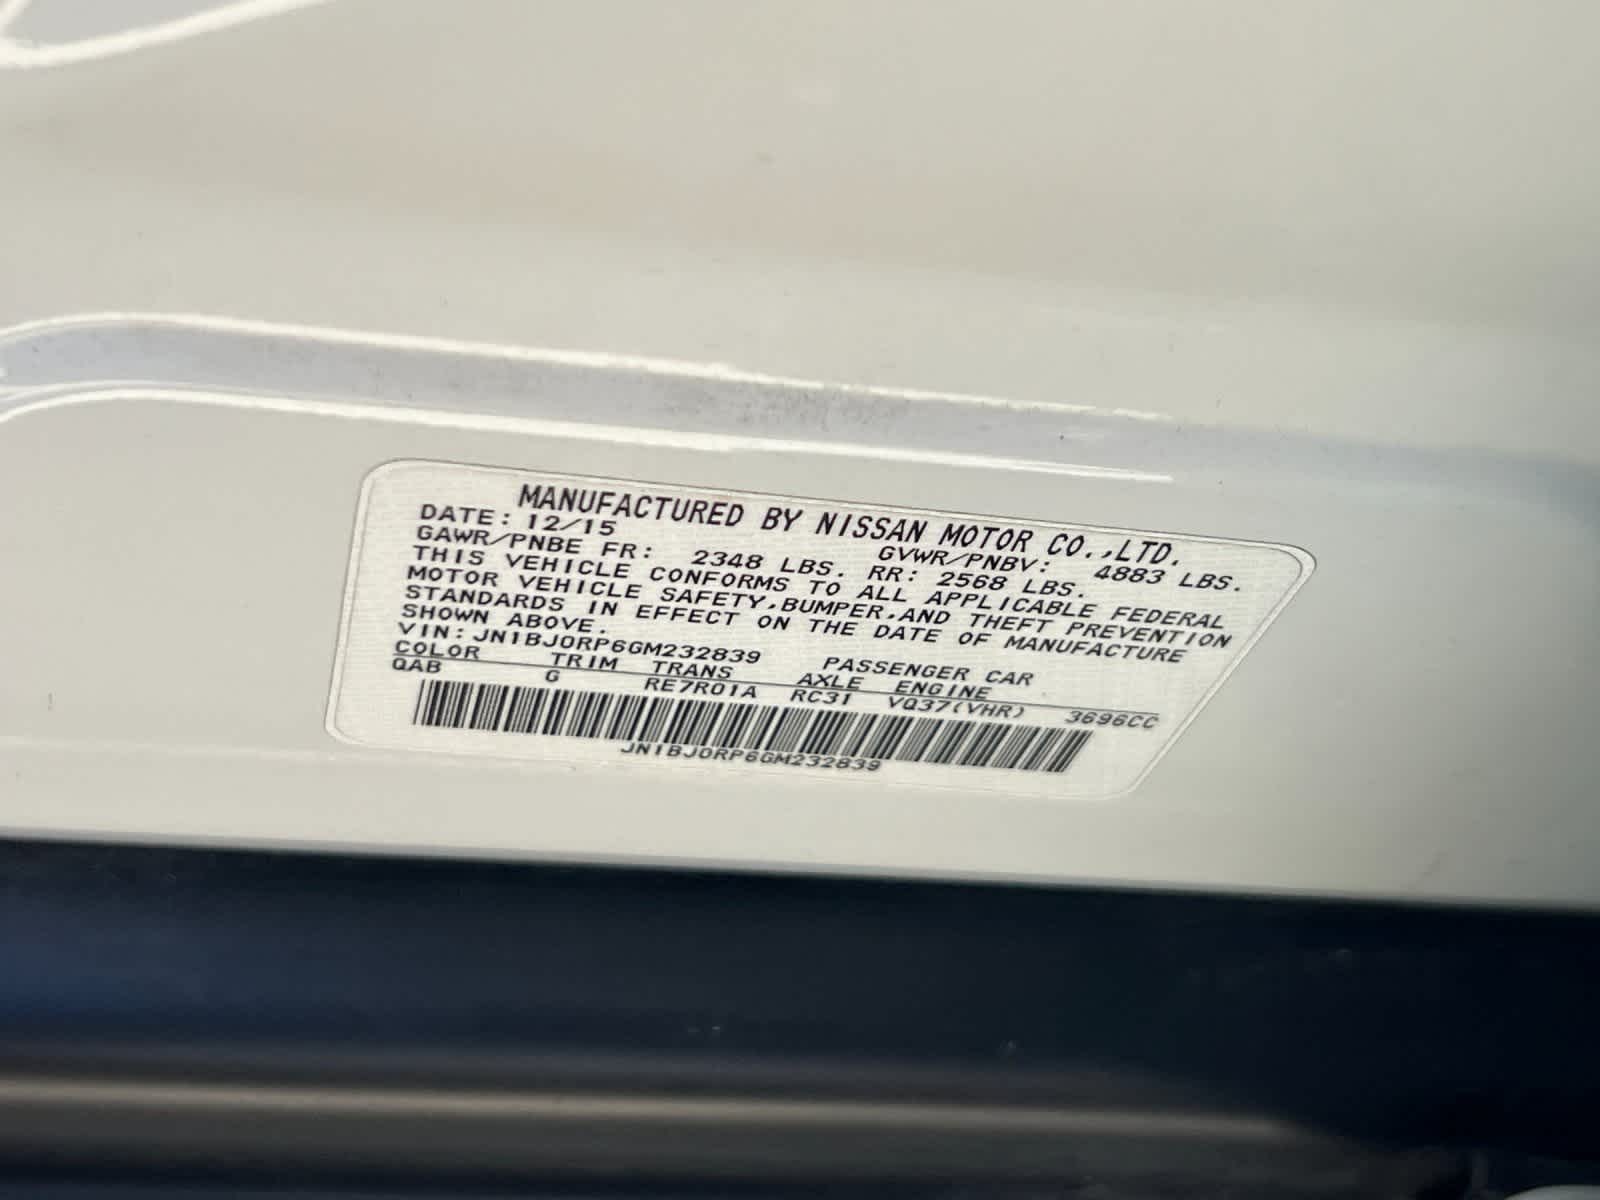 MANUFACTURED BY NISSAN MOTOR CO.,LTD.
DATE: 12/15 GVWR/PNBV: 4883 LBS.
GAWR/PNBE FR: 2348 LBS. RR: 2568 LBS.
THIS VEHICLE CONFORMS TO ALL APPLICABLE FEDERAL
MOTOR VEHICLE SAFETY,BUMPER,AND THEFT PREVENTION
STANDARDS IN EFFECT ON THE DATE OF MANUFACTURE
SHOWN ABOVE.
VIN: JN1BJ0RP6GM232839 PASSENGER CAR
COLOR TRIM TRANS AXLE ENGINE
QAB G RE7R01A RC31 VQ37(VHR) 3696CC
JN1BJ0RP6GM232839